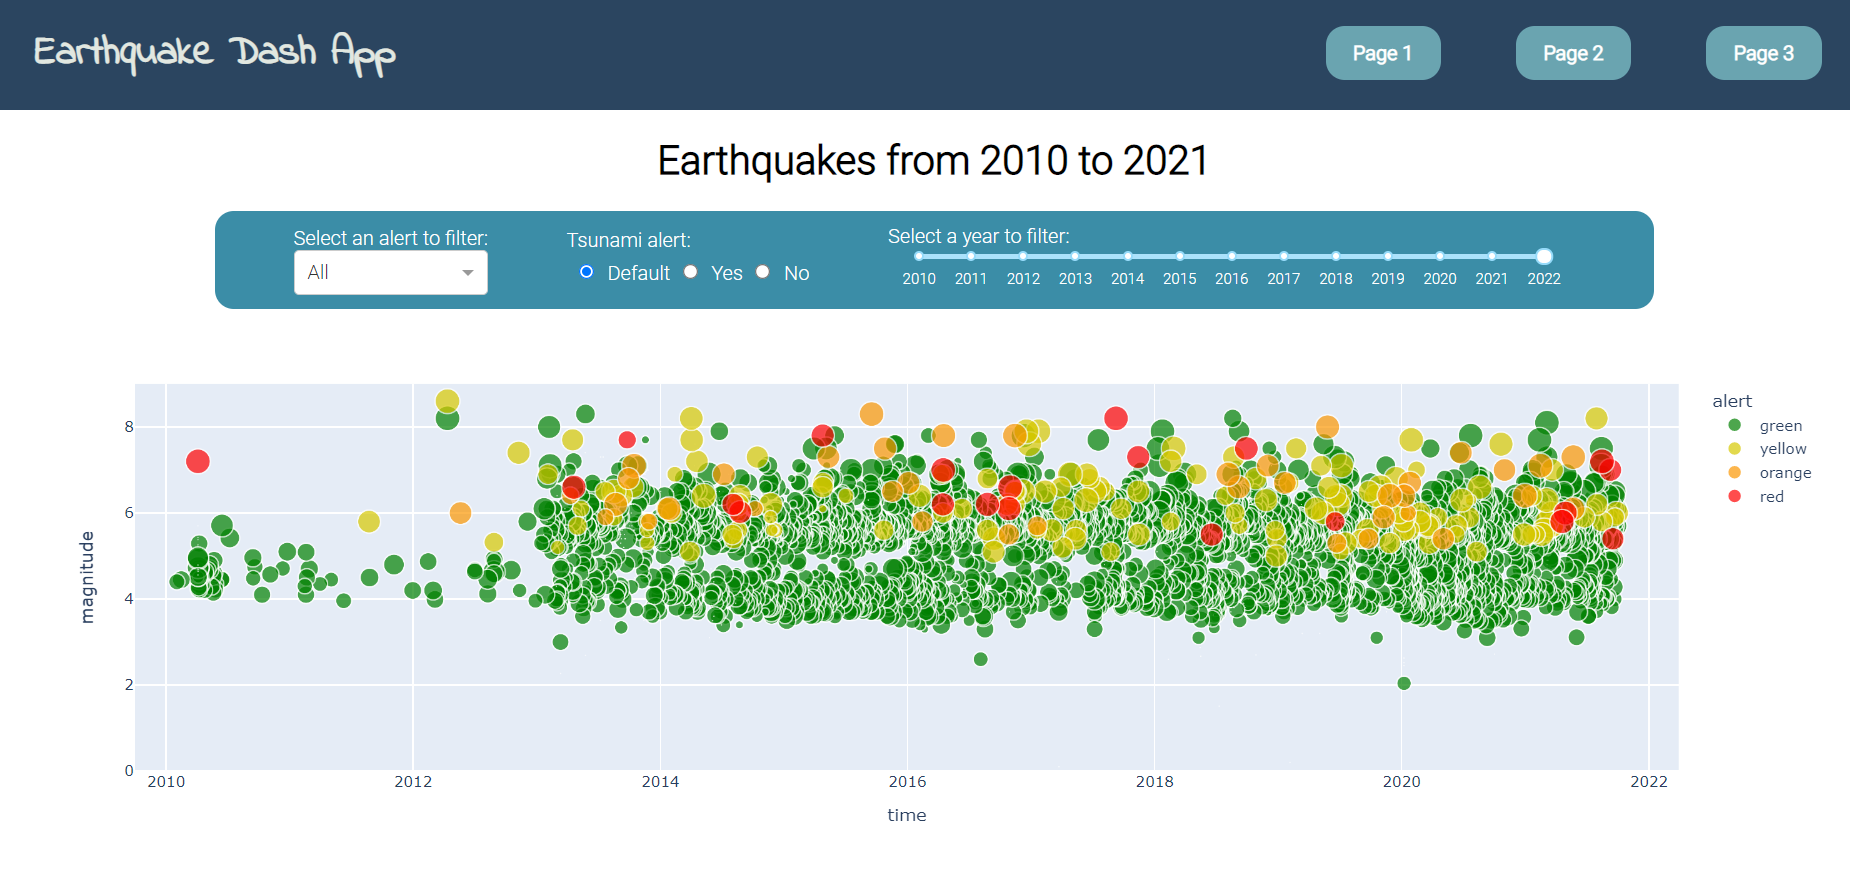 Earthquake Dash App
Page 1
Page 2
Page 3
Earthquakes from 2010 to 2021
Select an alert to filter:
All
Tsunami alert:
Default Yes No
Select a year to filter:
2010 2011 2012 2013 2014 2015 2016 2017 2018 2019 2020 2021 2022
magnitude
8
6
4
2
0
2010 2012 2014 2016 2018 2020 2022
time
alert
green
yellow
orange
red